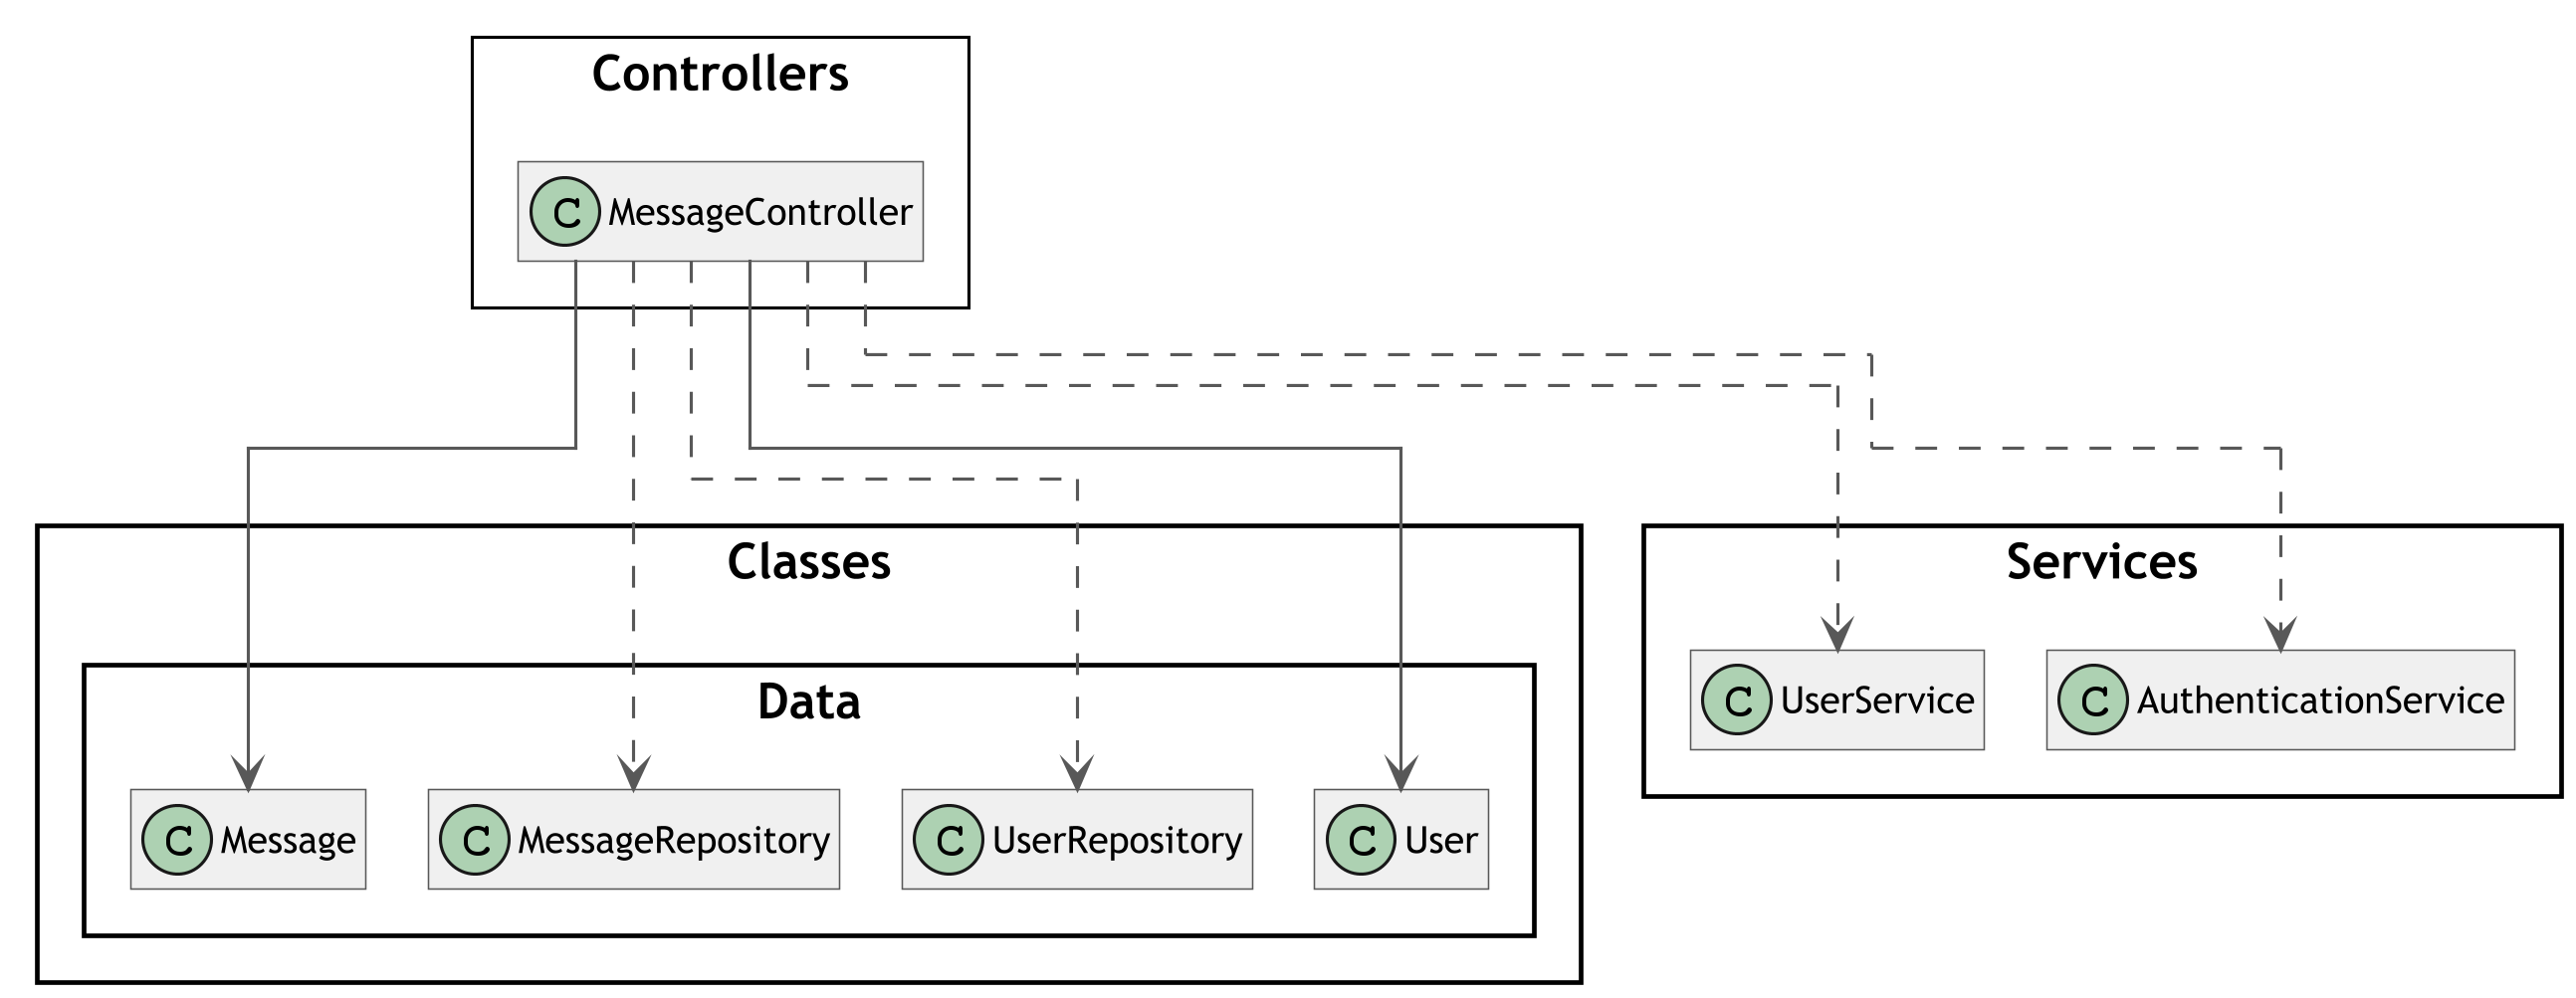 Controllers
C MessageController
Classes
Services
Data
C UserService
C AuthenticationService
C Message
C MessageRepository
C UserRepository
C User